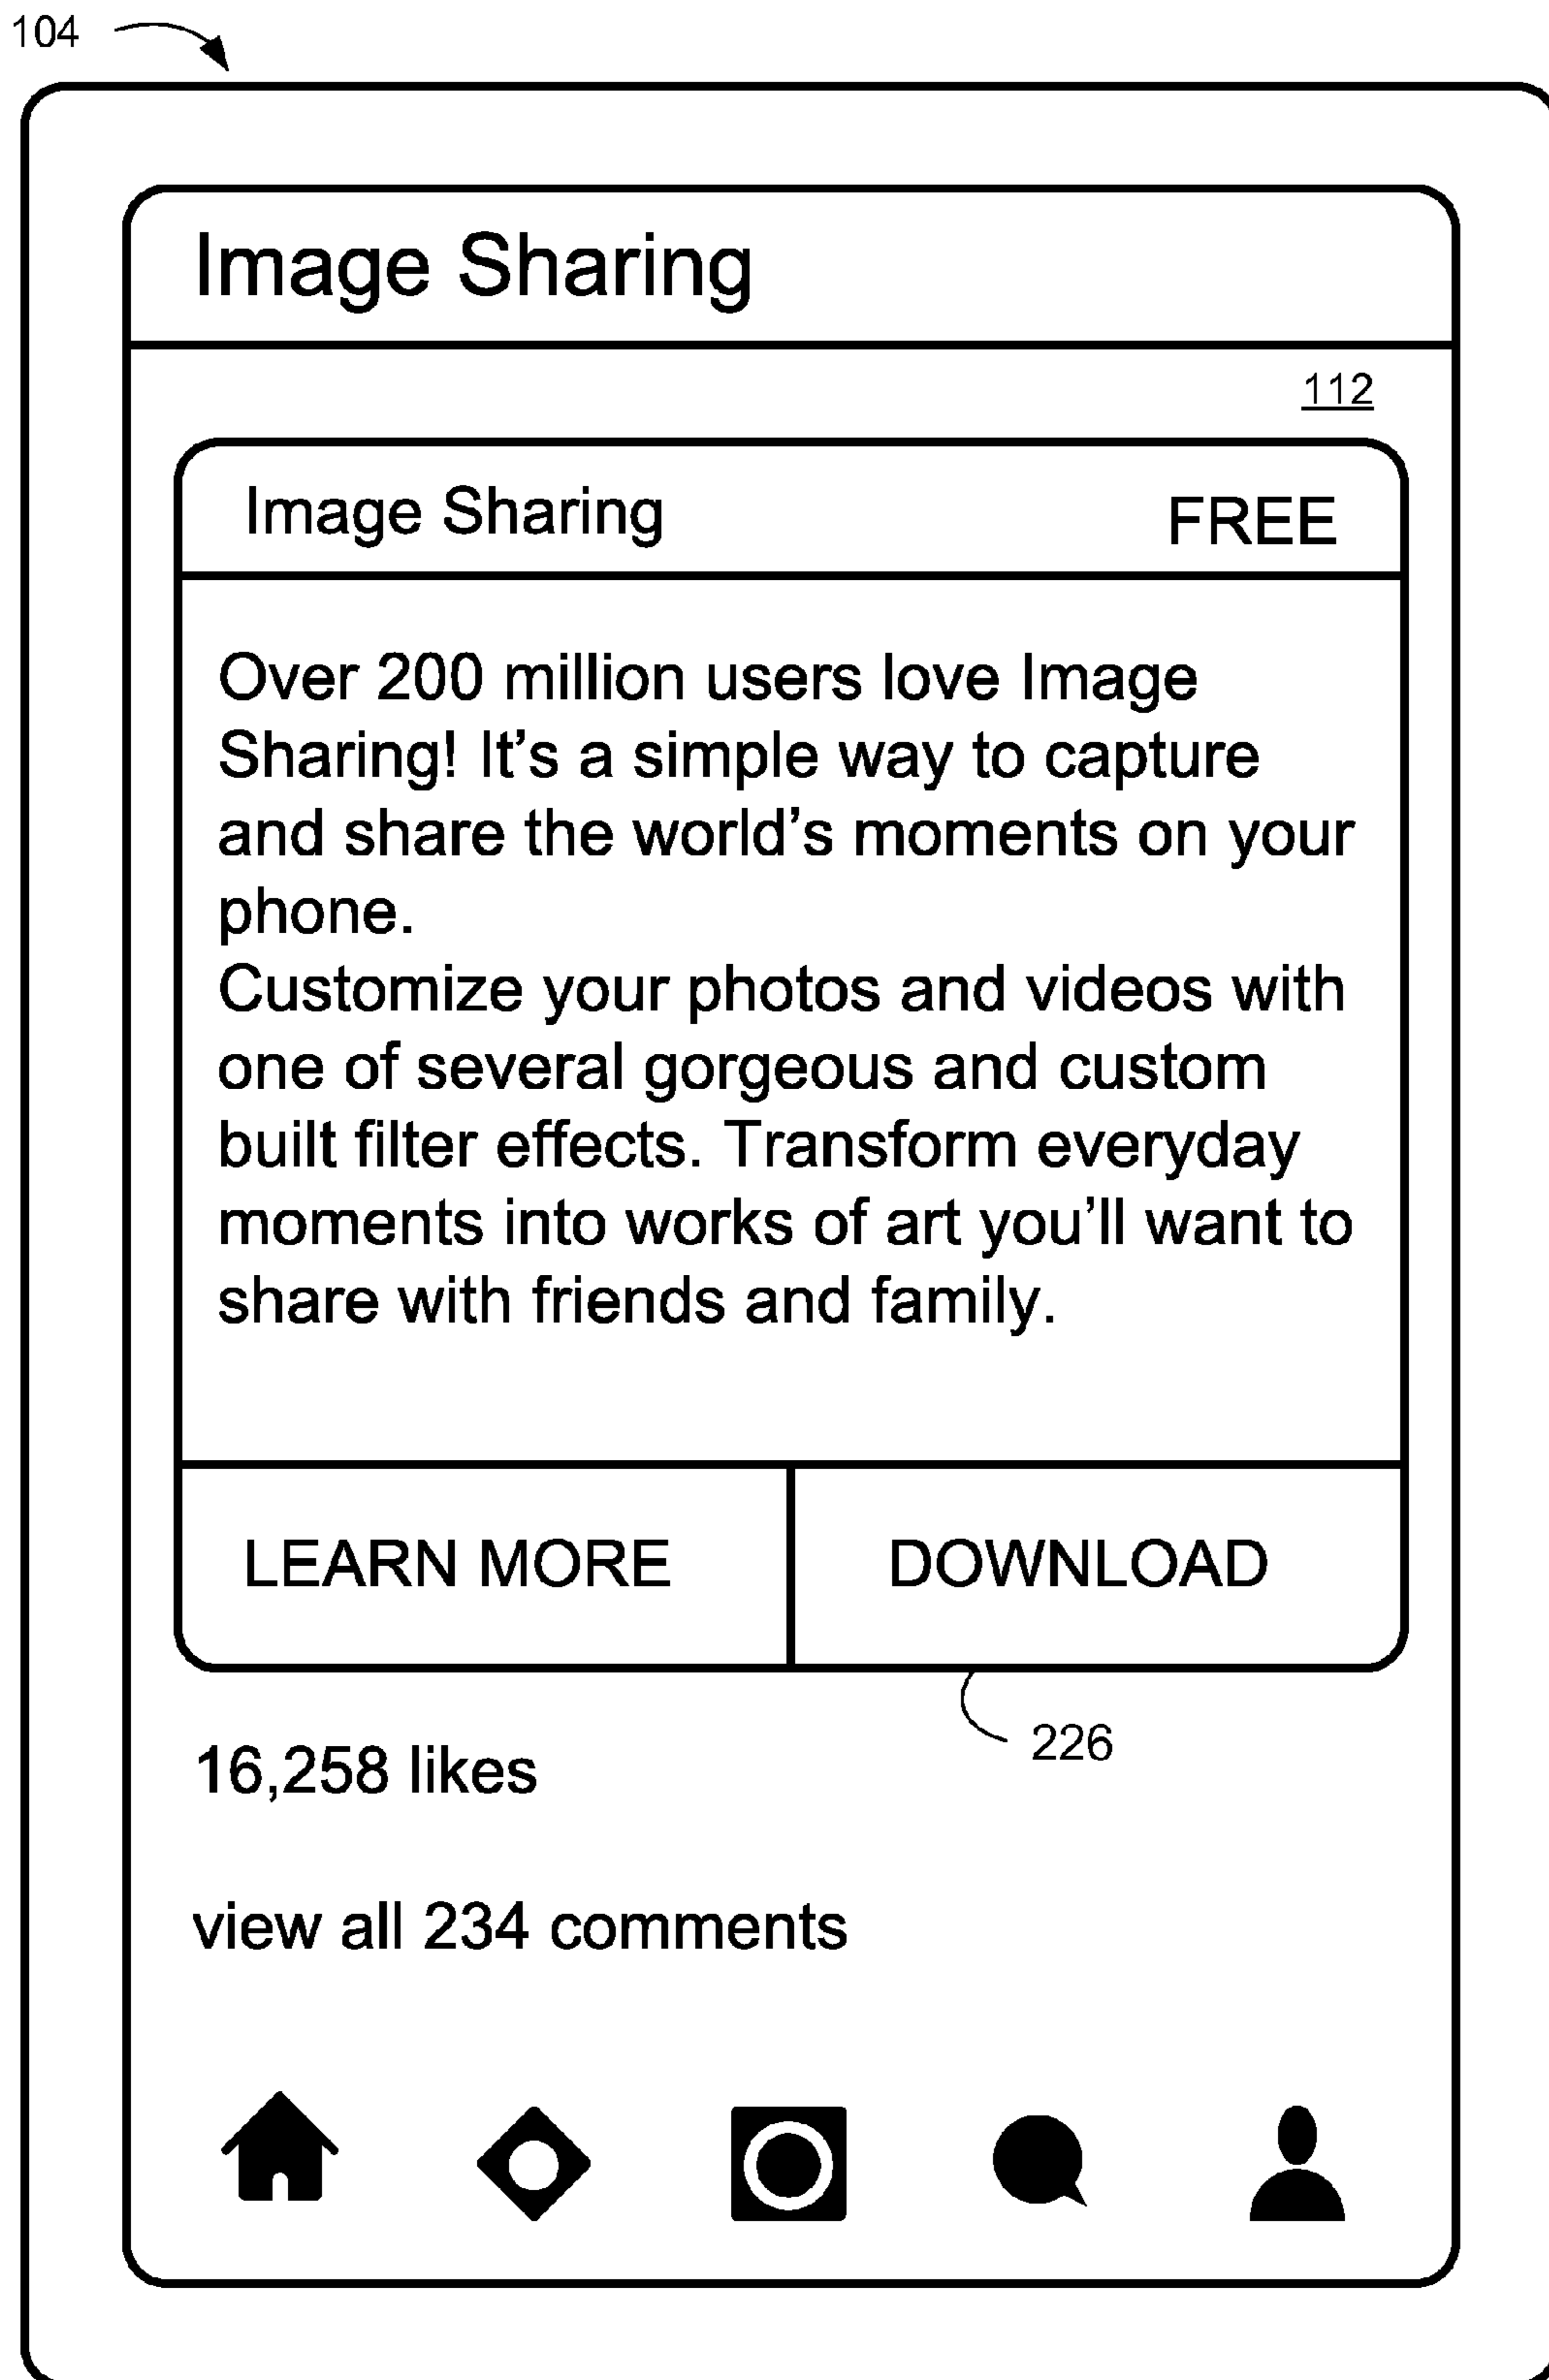 104
Image Sharing
112
Image Sharing FREE
Over 200 million users love Image
Sharing! It’s a simple way to capture
and share the world’s moments on your
phone.
Customize your photos and videos with
one of several gorgeous and custom
built filter effects. Transform everyday
moments into works of art you’ll want to
share with friends and family.
LEARN MORE DOWNLOAD
226
16,258 likes
view all 234 comments